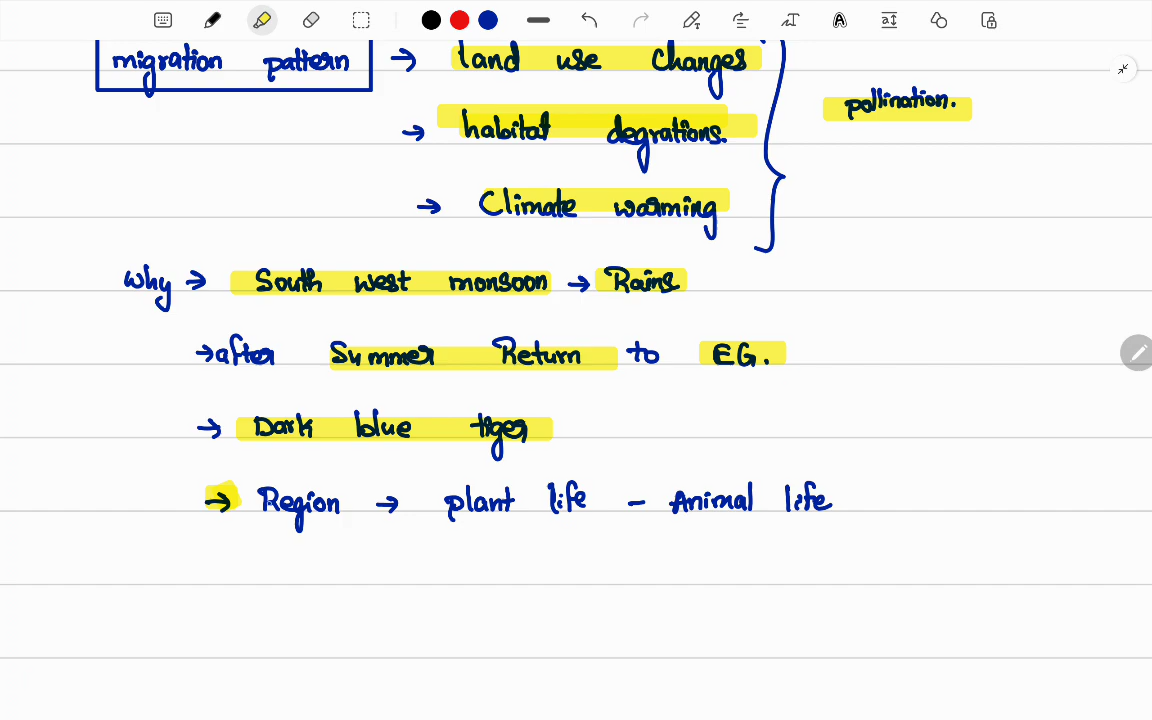 migration pattern → land use changes
pollination.
→ habitat degrations.
→ Climate warming
why → South west monsoon → Rains
→ after Summer Return to EG.
→ Dark blue tiger
→ Region → plant life - Animal life